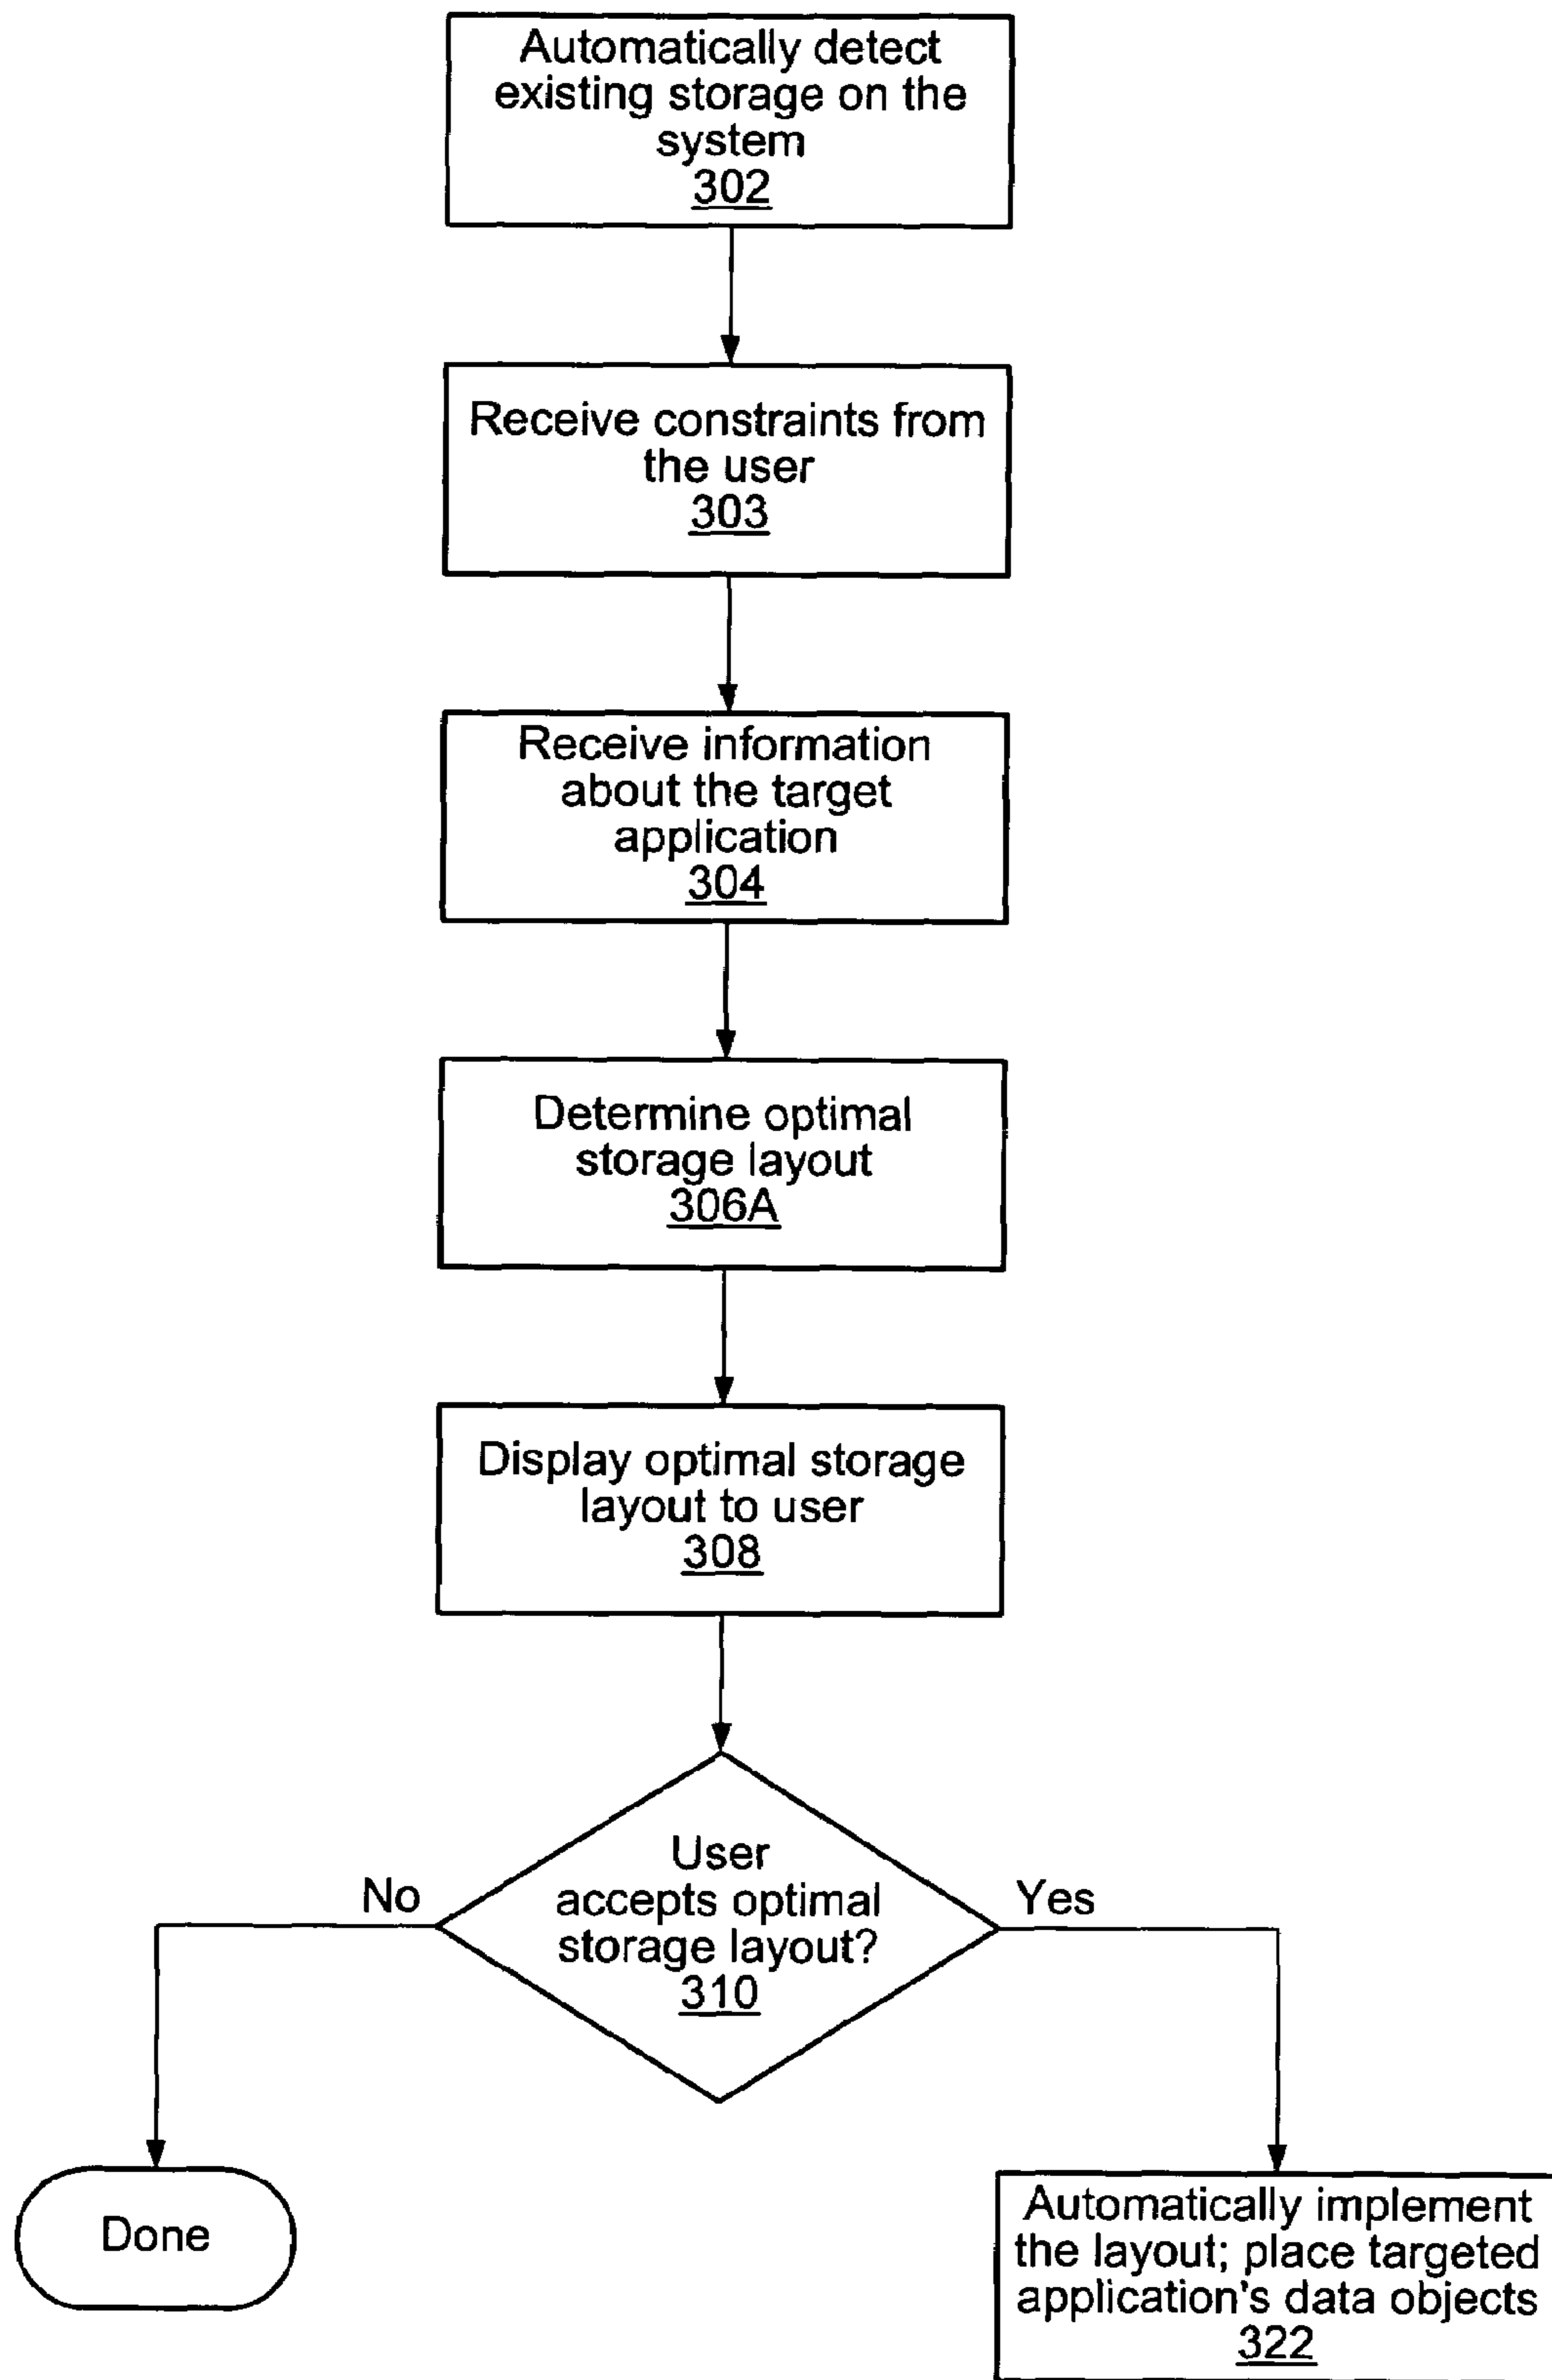 Automatically detect
existing storage on the
system
302
Receive constraints from
the user
303
Receive information
about the target
application
304
Determine optimal
storage layout
306A
Display optimal storage
layout to user
308
User
accepts optimal
storage layout?
310
No
Yes
Done
Automatically implement
the layout; place targeted
application's data objects
322